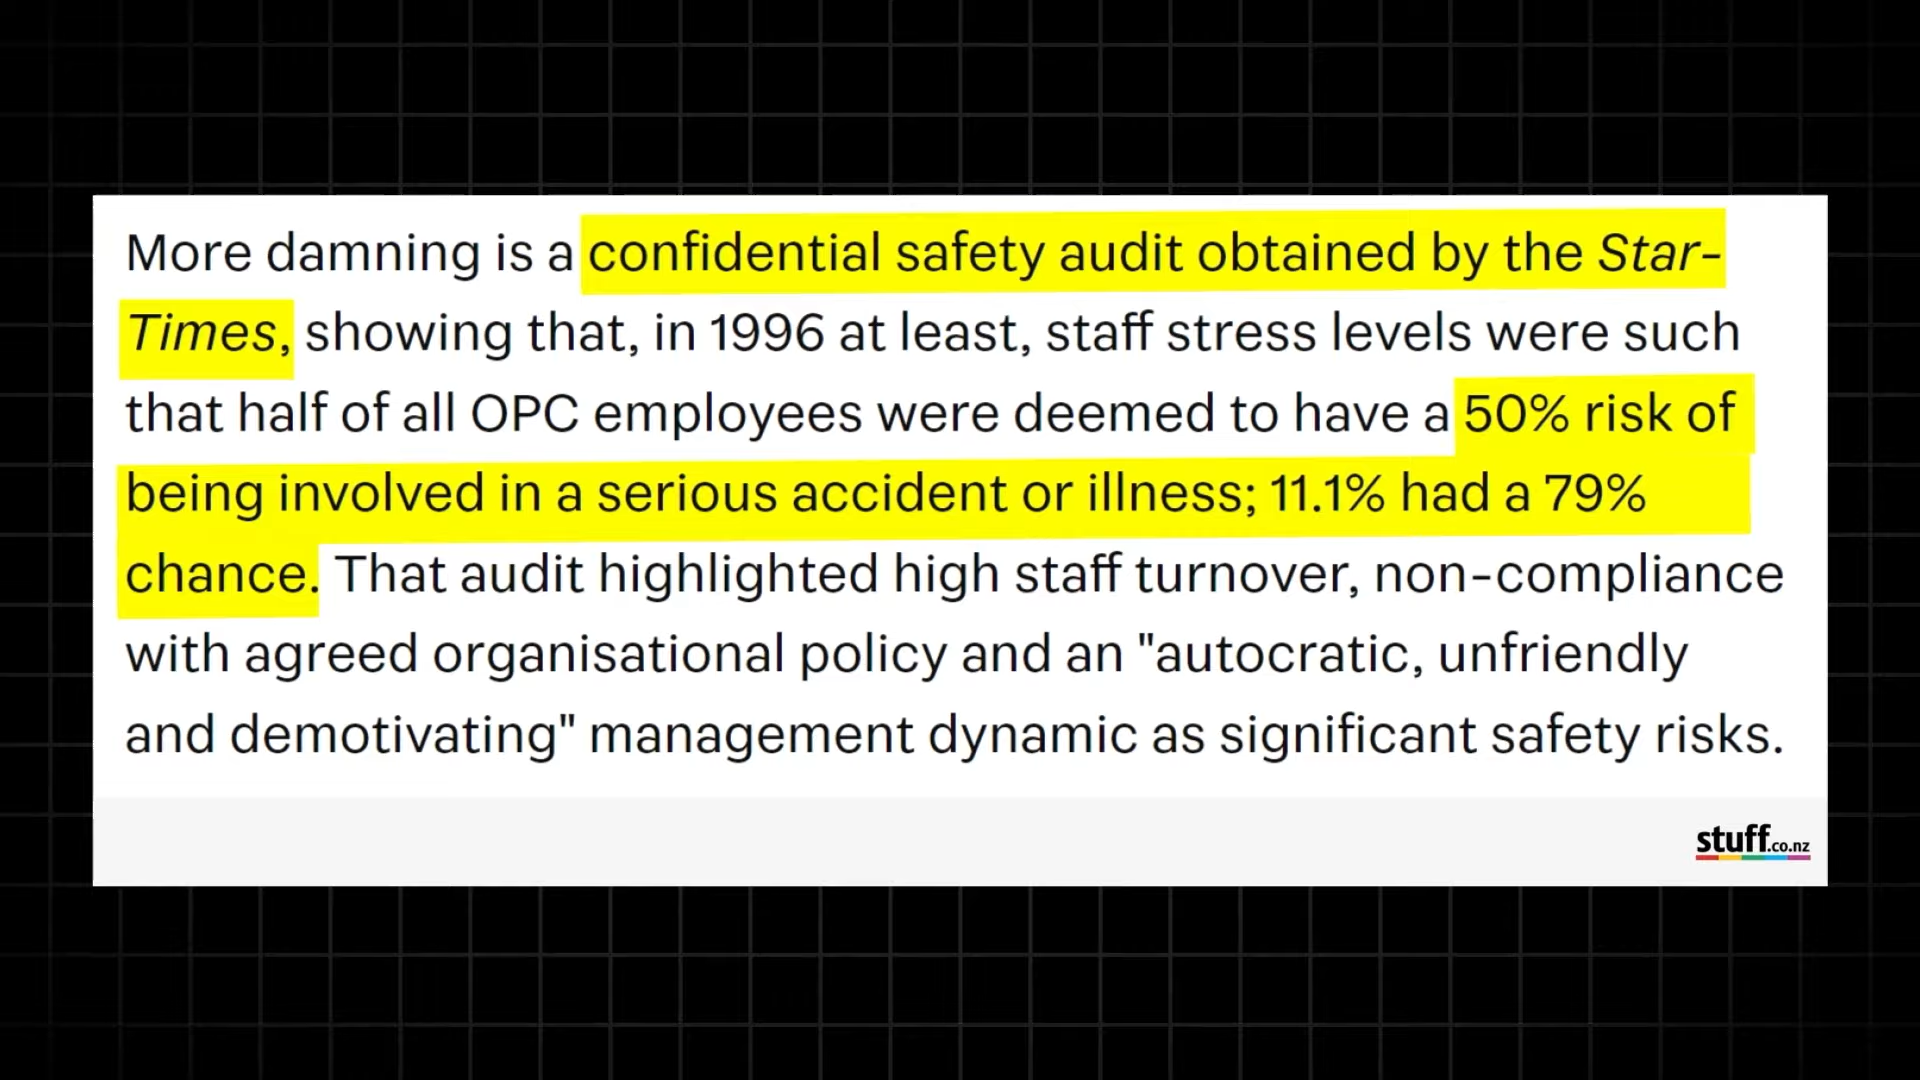 More damning is a confidential safety audit obtained by the Star-
Times, showing that, in 1996 at least, staff stress levels were such
that half of all OPC employees were deemed to have a 50% risk of
being involved in a serious accident or illness; 11.1% had a 79%
chance. That audit highlighted high staff turnover, non-compliance
with agreed organisational policy and an "autocratic, unfriendly
and demotivating" management dynamic as significant safety risks.
stuff.co.nz